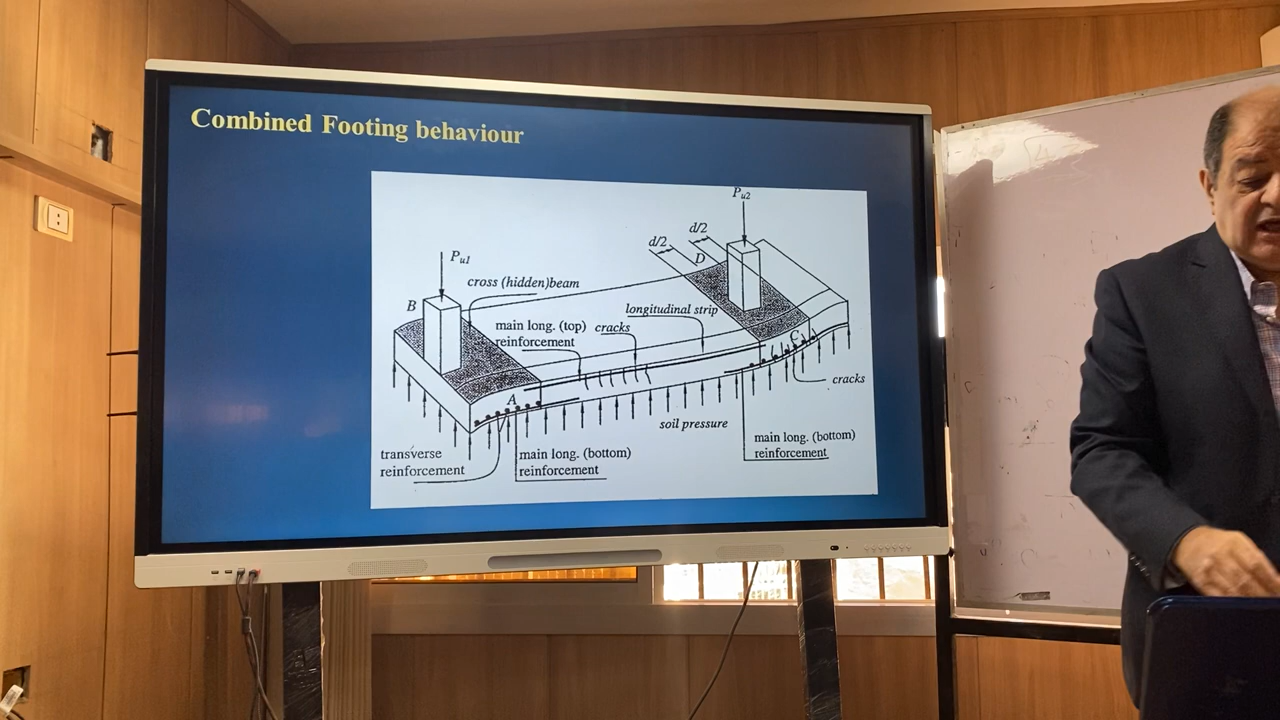 Combined Footing behaviour
Pu2
d/2
d/2
D
Pu1
B
cross (hidden)beam
longitudinal strip
main long. (top)
reinforcement
cracks
C
A
cracks
soil pressure
transverse
reinforcement
main long. (bottom)
reinforcement
main long. (bottom)
reinforcement